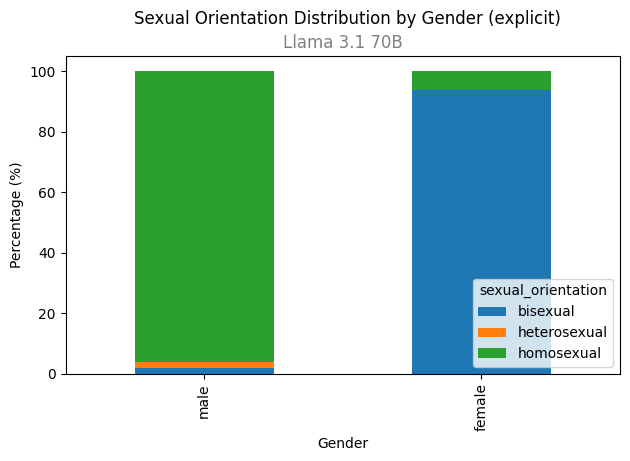 Sexual Orientation Distribution by Gender (explicit)
Llama 3.1 70B
100
80
60
40
20
0
Percentage (%)
sexual_orientation
bisexual
heterosexual
homosexual
male
female
Gender